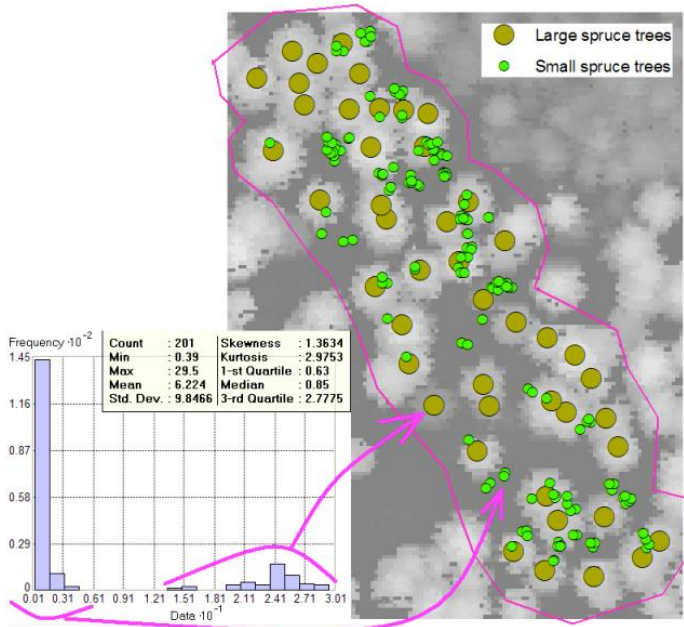 Large spruce trees
Small spruce trees
Frequency ·10⁻²
Count : 201 Skewness : 1.3634
Min : 0.39 Kurtosis : 2.9753
Max : 29.5 1-st Quartile : 0.63
Mean : 6.224 Median : 0.85
Std. Dev. : 9.8466 3-rd Quartile : 2.7775
1.45
1.16
0.87
0.58
0.29
0
0.01 0.31 0.61 0.91 1.21 1.51 1.81 2.11 2.41 2.71 3.01
Data ·10⁻¹